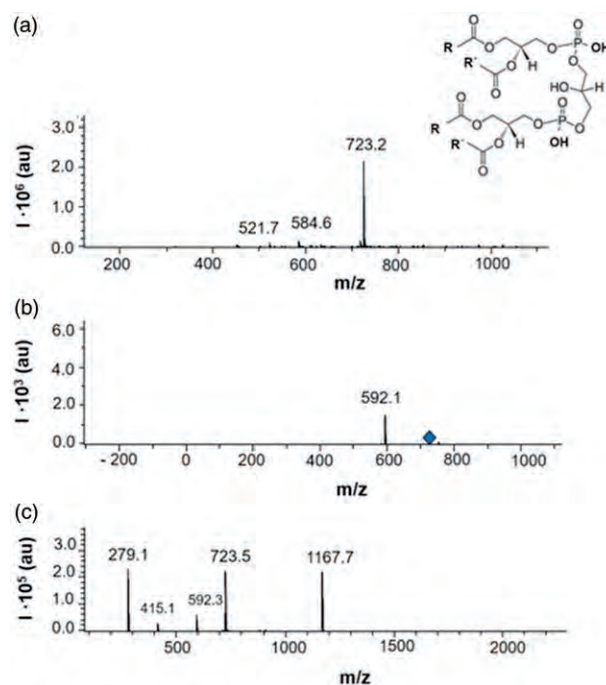 (a)
O
R
O
R'
O
O
H
O
O
P
OH
O
HO
H
O
R
O
R'
O
O
H
O
O
P
OH
O
3.0
2.0
1.0
0.0
I ·10⁶ (au)
723.2
521.7
584.6
200 400 600 800 1000
m/z
(b)
6.0
4.0
2.0
0.0
I ·10³ (au)
592.1
- 200 0 200 400 600 800 1000
m/z
(c)
3.0
2.0
1.0
0.0
I ·10⁵ (au)
279.1
415.1
592.3
723.5
1167.7
500 1000 1500 2000
m/z